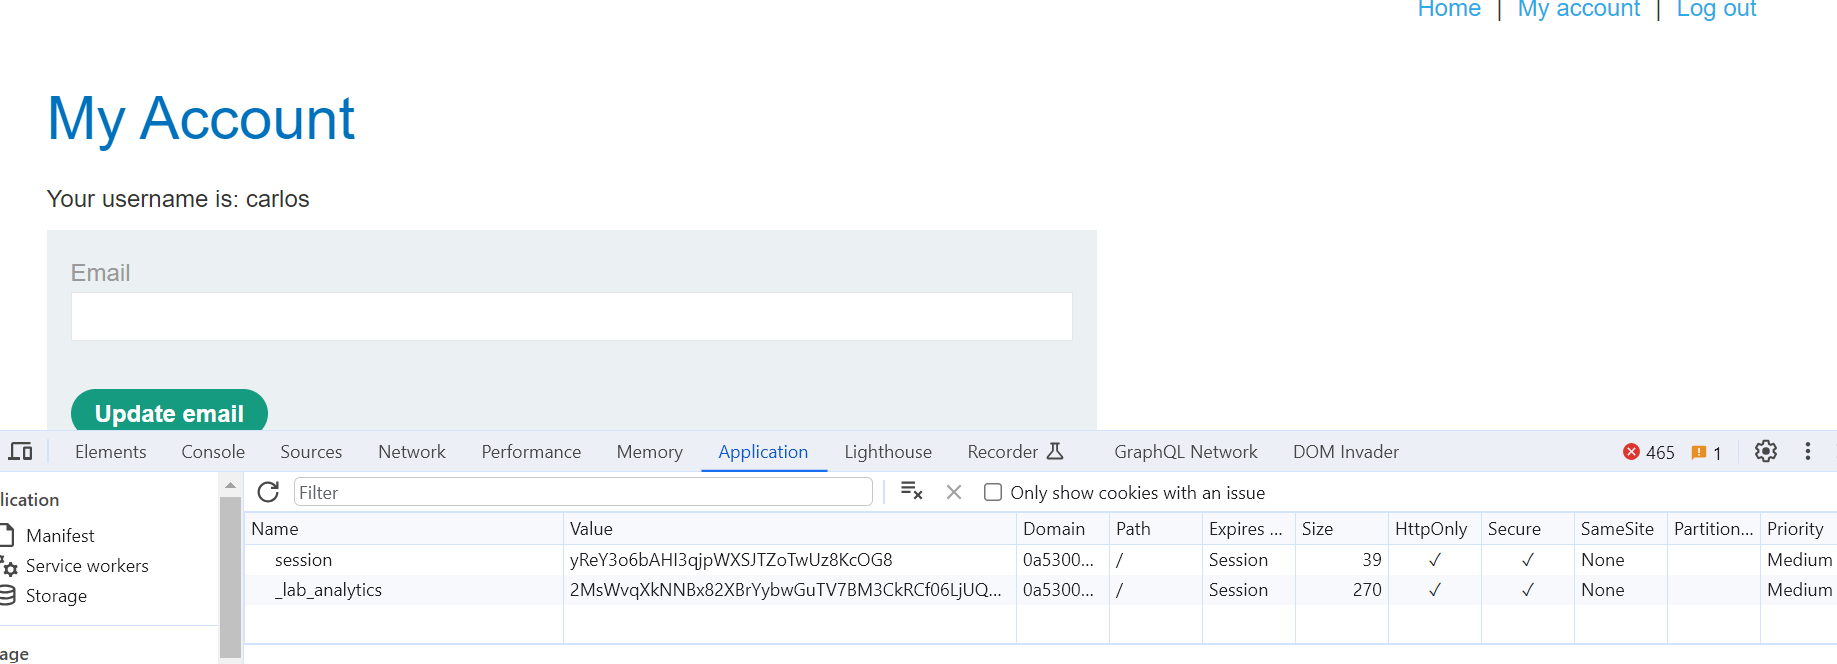 Home | My account | Log out
My Account
Your username is: carlos
Email
Update email
Elements Console Sources Network Performance Memory Application Lighthouse Recorder GraphQL Network DOM Invader 465 1
lication
Filter Only show cookies with an issue
Manifest
Service workers
Storage
age
Name Value Domain Path Expires ... Size HttpOnly Secure SameSite Partition... Priority
session yReY3o6bAHI3qjpWXSJTZoTwUz8KcOG8 0a5300... / Session 39 ✓ ✓ None Medium
_lab_analytics 2MsWvqXkNNBx82XBrYybwGuTV7BM3CkRCf06LjUQ... 0a5300... / Session 270 ✓ ✓ None Medium